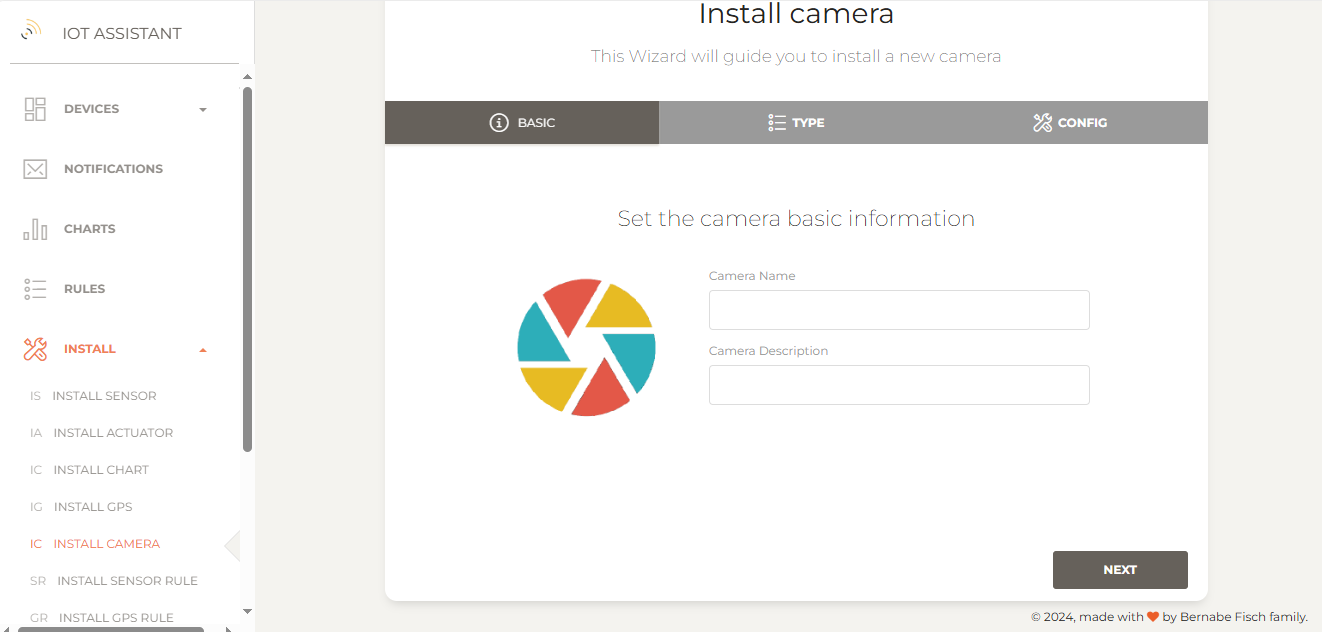 IOT ASSISTANT
DEVICES
NOTIFICATIONS
CHARTS
RULES
INSTALL
IS INSTALL SENSOR
IA INSTALL ACTUATOR
IC INSTALL CHART
IG INSTALL GPS
IC INSTALL CAMERA
SR INSTALL SENSOR RULE
GR INSTALL GPS RULE
Install camera
This Wizard will guide you to install a new camera
BASIC
TYPE
CONFIG
Set the camera basic information
Camera Name
Camera Description
NEXT
© 2024, made with ❤ by Bernabe Fisch family.